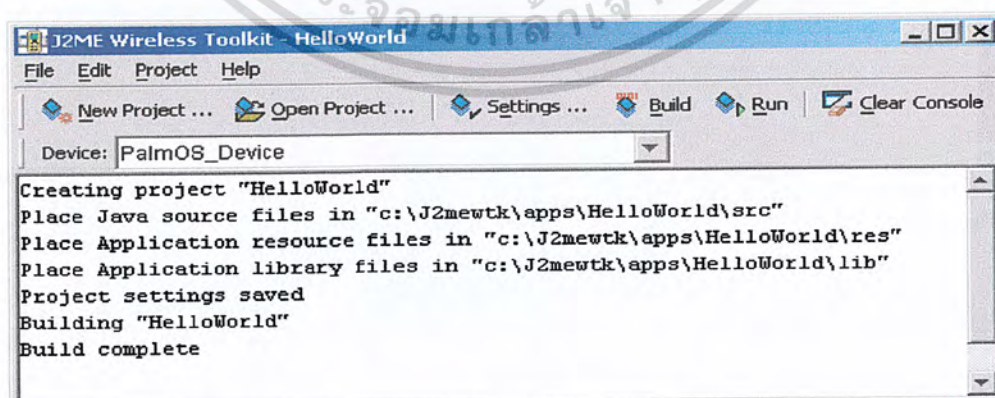 J2ME Wireless Toolkit - HelloWorld
File Edit Project Help
New Project ... Open Project ... Settings ... Build Run Clear Console
Device: PalmOS_Device
Creating project "HelloWorld"
Place Java source files in "c:\J2mewtk\apps\HelloWorld\src"
Place Application resource files in "c:\J2mewtk\apps\HelloWorld\res"
Place Application library files in "c:\J2mewtk\apps\HelloWorld\lib"
Project settings saved
Building "HelloWorld"
Build complete